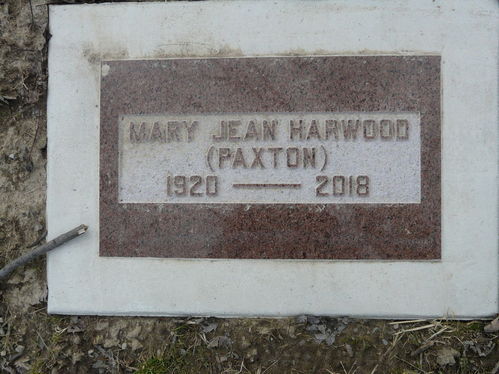 MARY JEAN HARWOOD
(PAXTON)
1920 — 2018